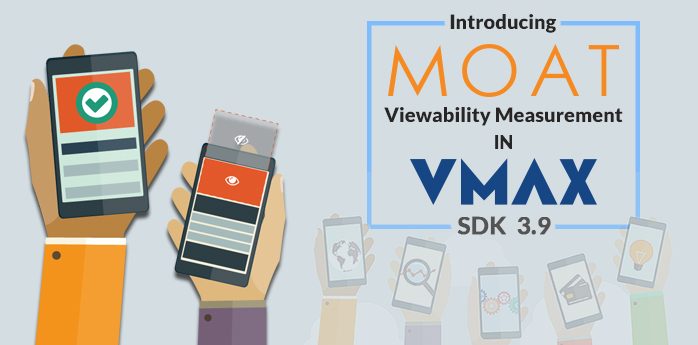 Introducing
MOAT
Viewability Measurement
IN
VMAX
SDK 3.9